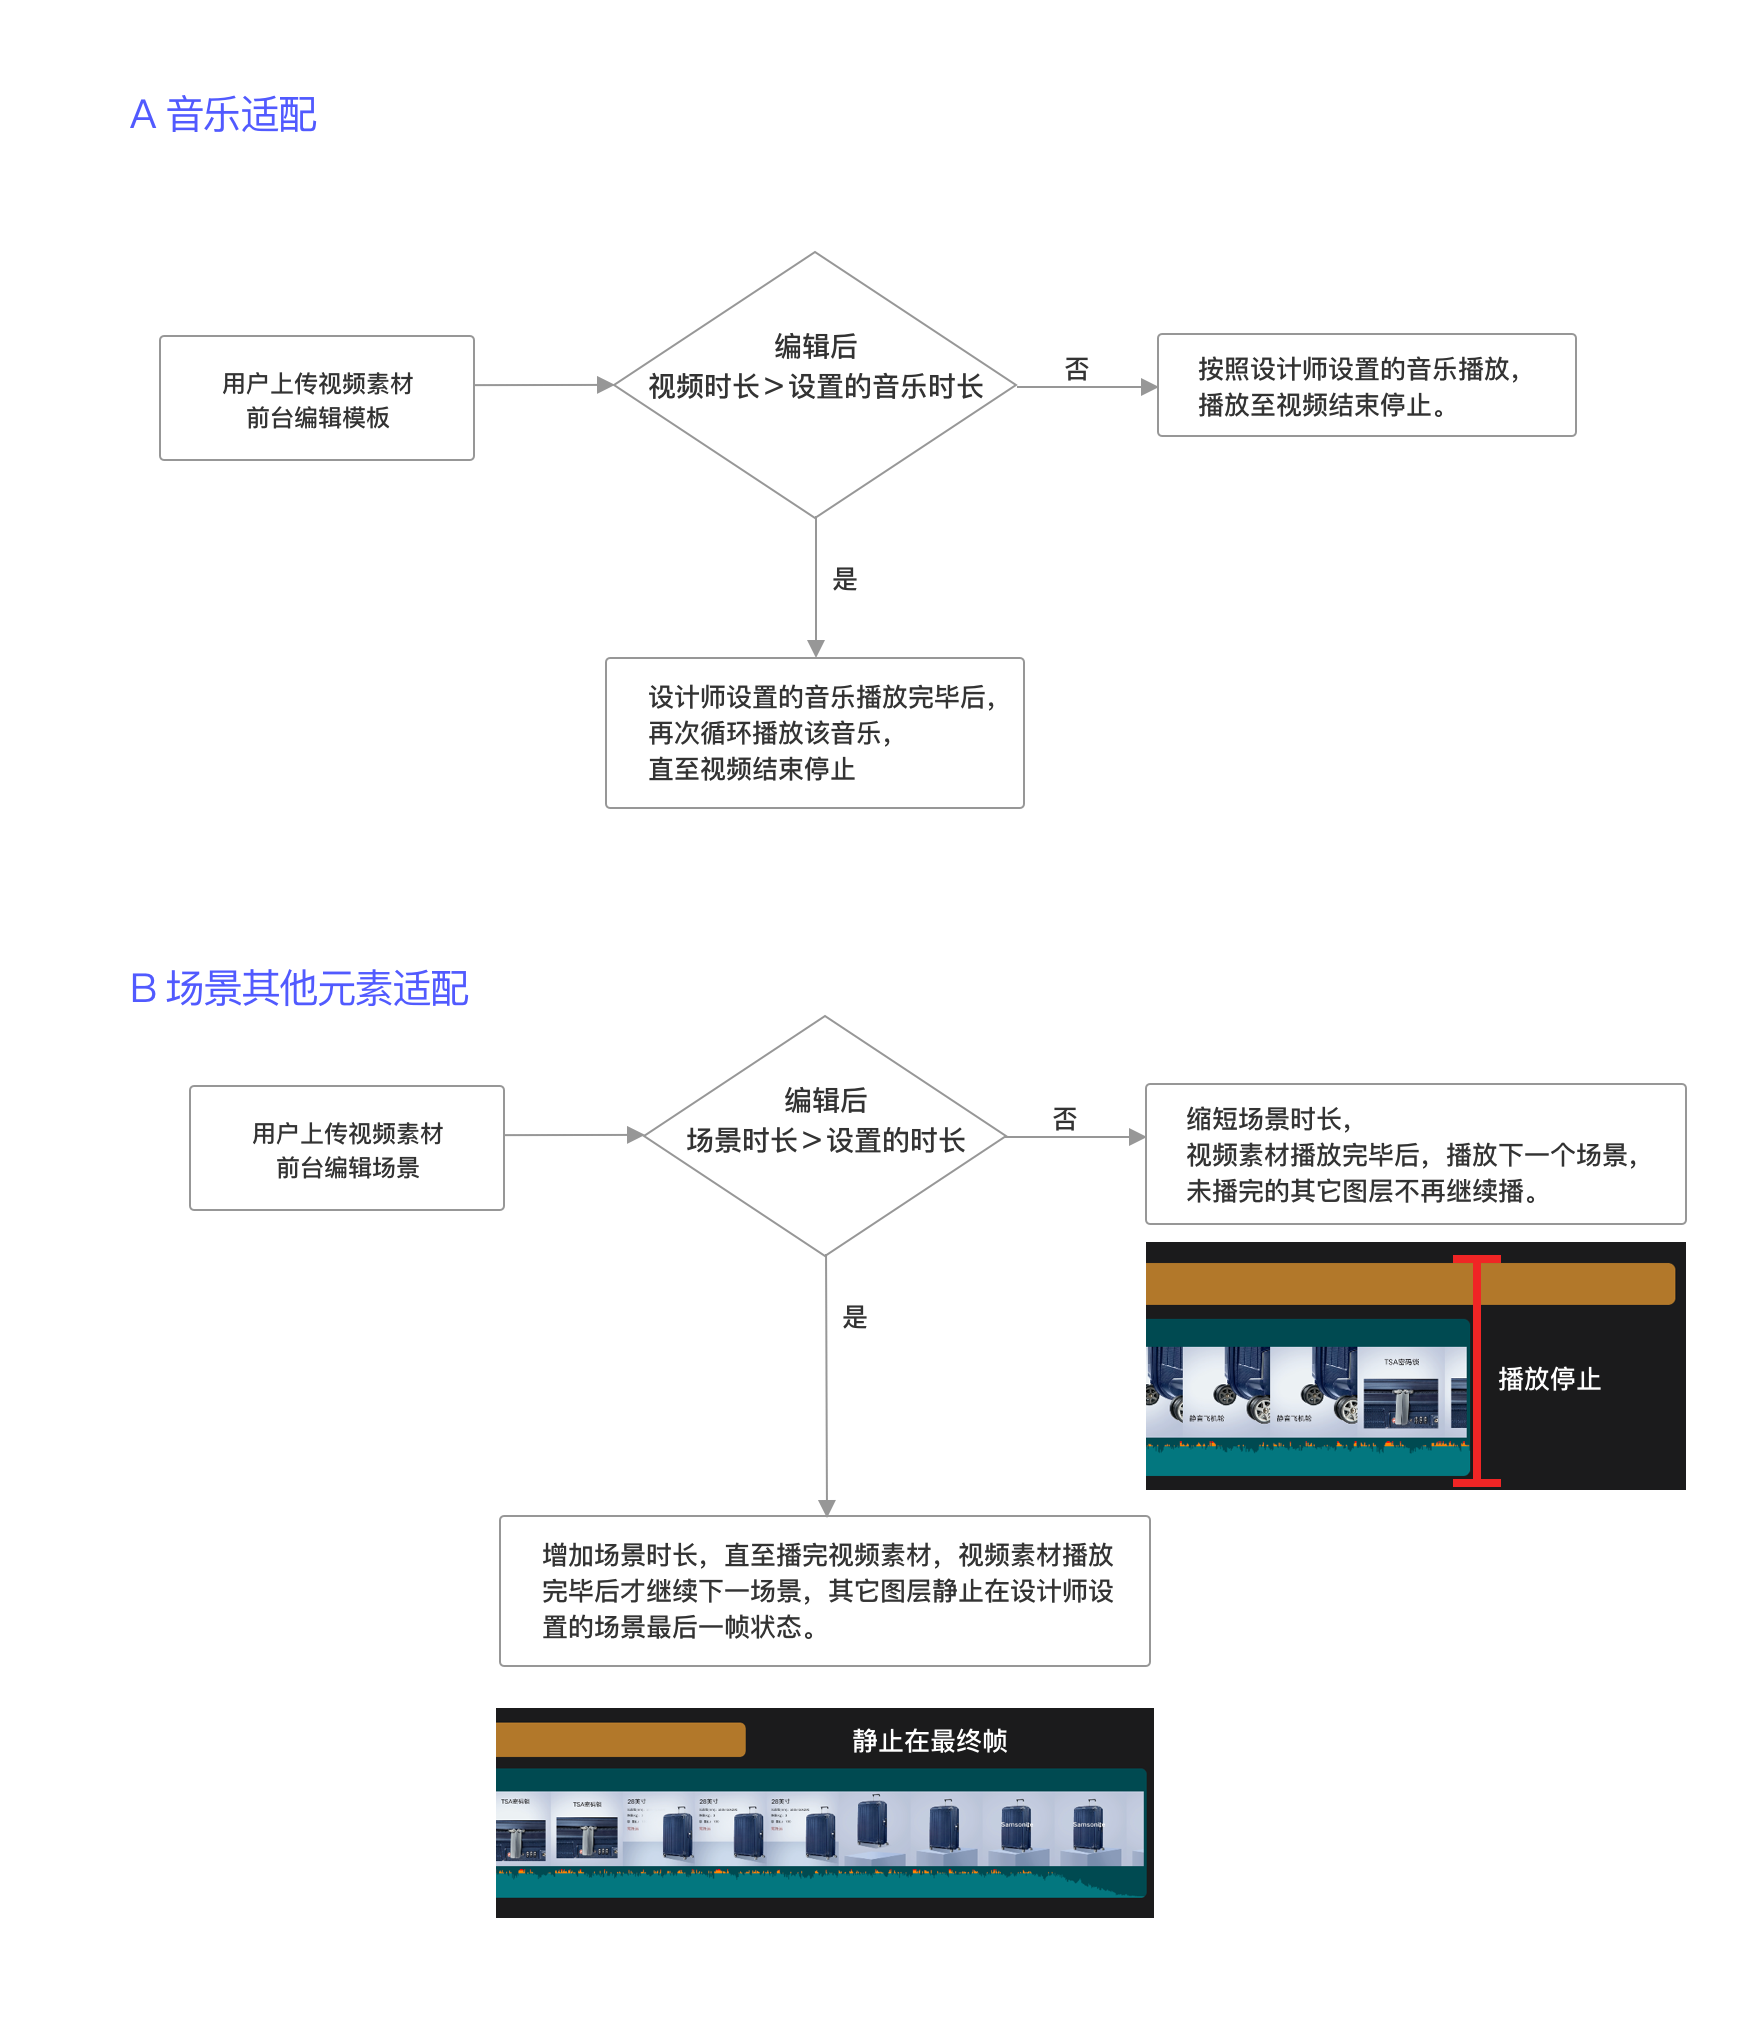 A 音乐适配
用户上传视频素材
前台编辑模板
编辑后
视频时长＞设置的音乐时长
否
按照设计师设置的音乐播放，
播放至视频结束停止。
是
设计师设置的音乐播放完毕后，
再次循环播放该音乐，
直至视频结束停止
B 场景其他元素适配
用户上传视频素材
前台编辑场景
编辑后
场景时长＞设置的时长
否
缩短场景时长，
视频素材播放完毕后，播放下一个场景，
未播完的其它图层不再继续播。
TSA密码锁
播放停止
静音飞机轮
静音飞机轮
是
增加场景时长，直至播完视频素材，视频素材播放
完毕后才继续下一场景，其它图层静止在设计师设
置的场景最后一帧状态。
静止在最终帧
TSA密码锁
TSA密码锁
28英寸
28英寸
28英寸
Samsonite